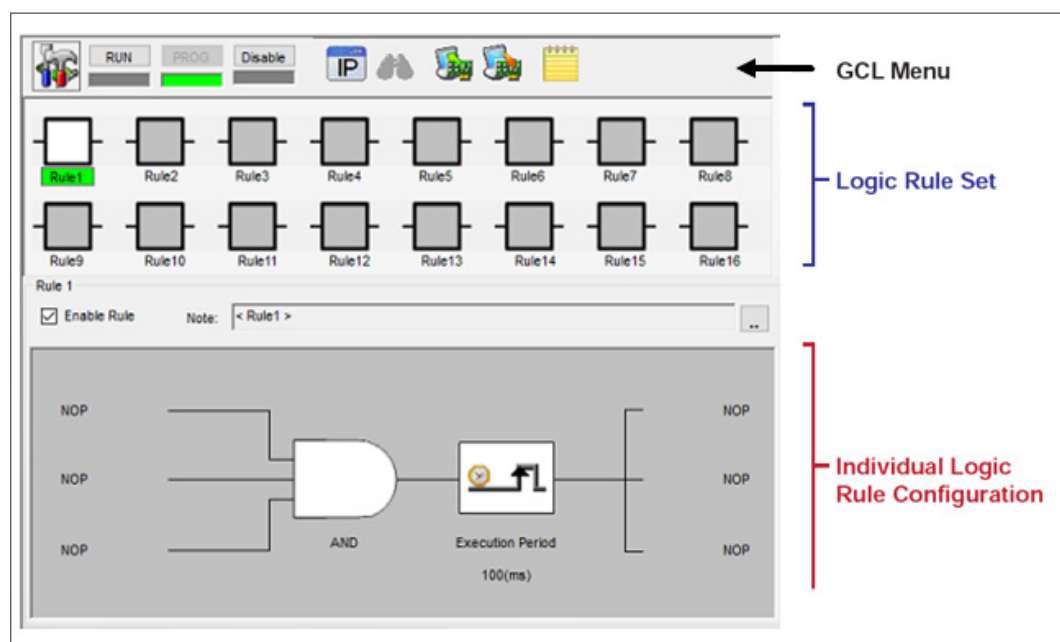 RUN PROG Disable IP
GCL Menu
Rule1 Rule2 Rule3 Rule4 Rule5 Rule6 Rule7 Rule8
Logic Rule Set
Rule9 Rule10 Rule11 Rule12 Rule13 Rule14 Rule15 Rule16
Rule 1
Enable Rule Note: < Rule1 > ..
NOP NOP
NOP NOP
Individual Logic
Rule Configuration
NOP NOP
AND Execution Period
100(ms)